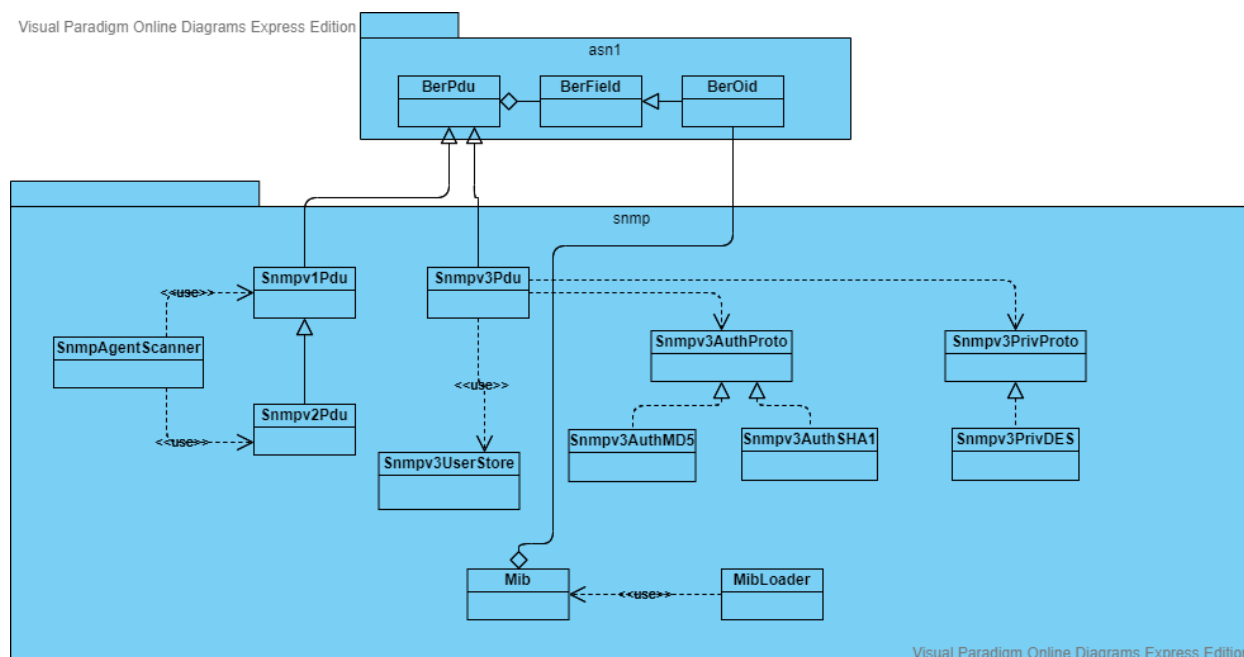 Visual Paradigm Online Diagrams Express Edition
asn1
BerPdu
BerField
BerOid
snmp
Snmpv1Pdu
Snmpv3Pdu
<<use>>
SnmpAgentScanner
Snmpv3AuthProto
Snmpv3PrivProto
<<use>>
Snmpv2Pdu
<<use>>
Snmpv3AuthMD5
Snmpv3AuthSHA1
Snmpv3PrivDES
Snmpv3UserStore
Mib
<<use>>
MibLoader
Visual Paradigm Online Diagrams Express Edition